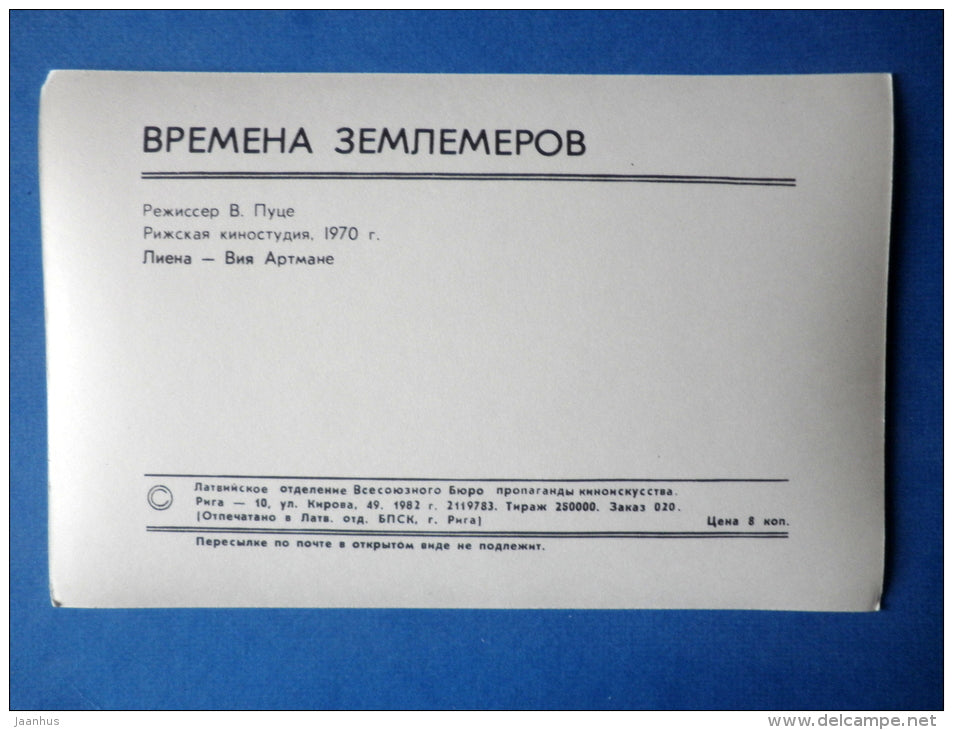 ВРЕМЕНА ЗЕМЛЕМЕРОВ
Режиссер В. Пуце
Рижская киностудия, 1970 г.
Лиена — Вия Артмане
© Латвийское отделение Всесоюзного Бюро пропаганды киноискусства.
Рига — 10, ул. Кирова, 49. 1982 г. 2119783. Тираж 250000. Заказ 020.
(Отпечатано в Латв. отд. БПСК, г. Рига) Цена 8 коп.
Пересылке по почте в открытом виде не подлежит.
Jaanhus
www.delcampe.net